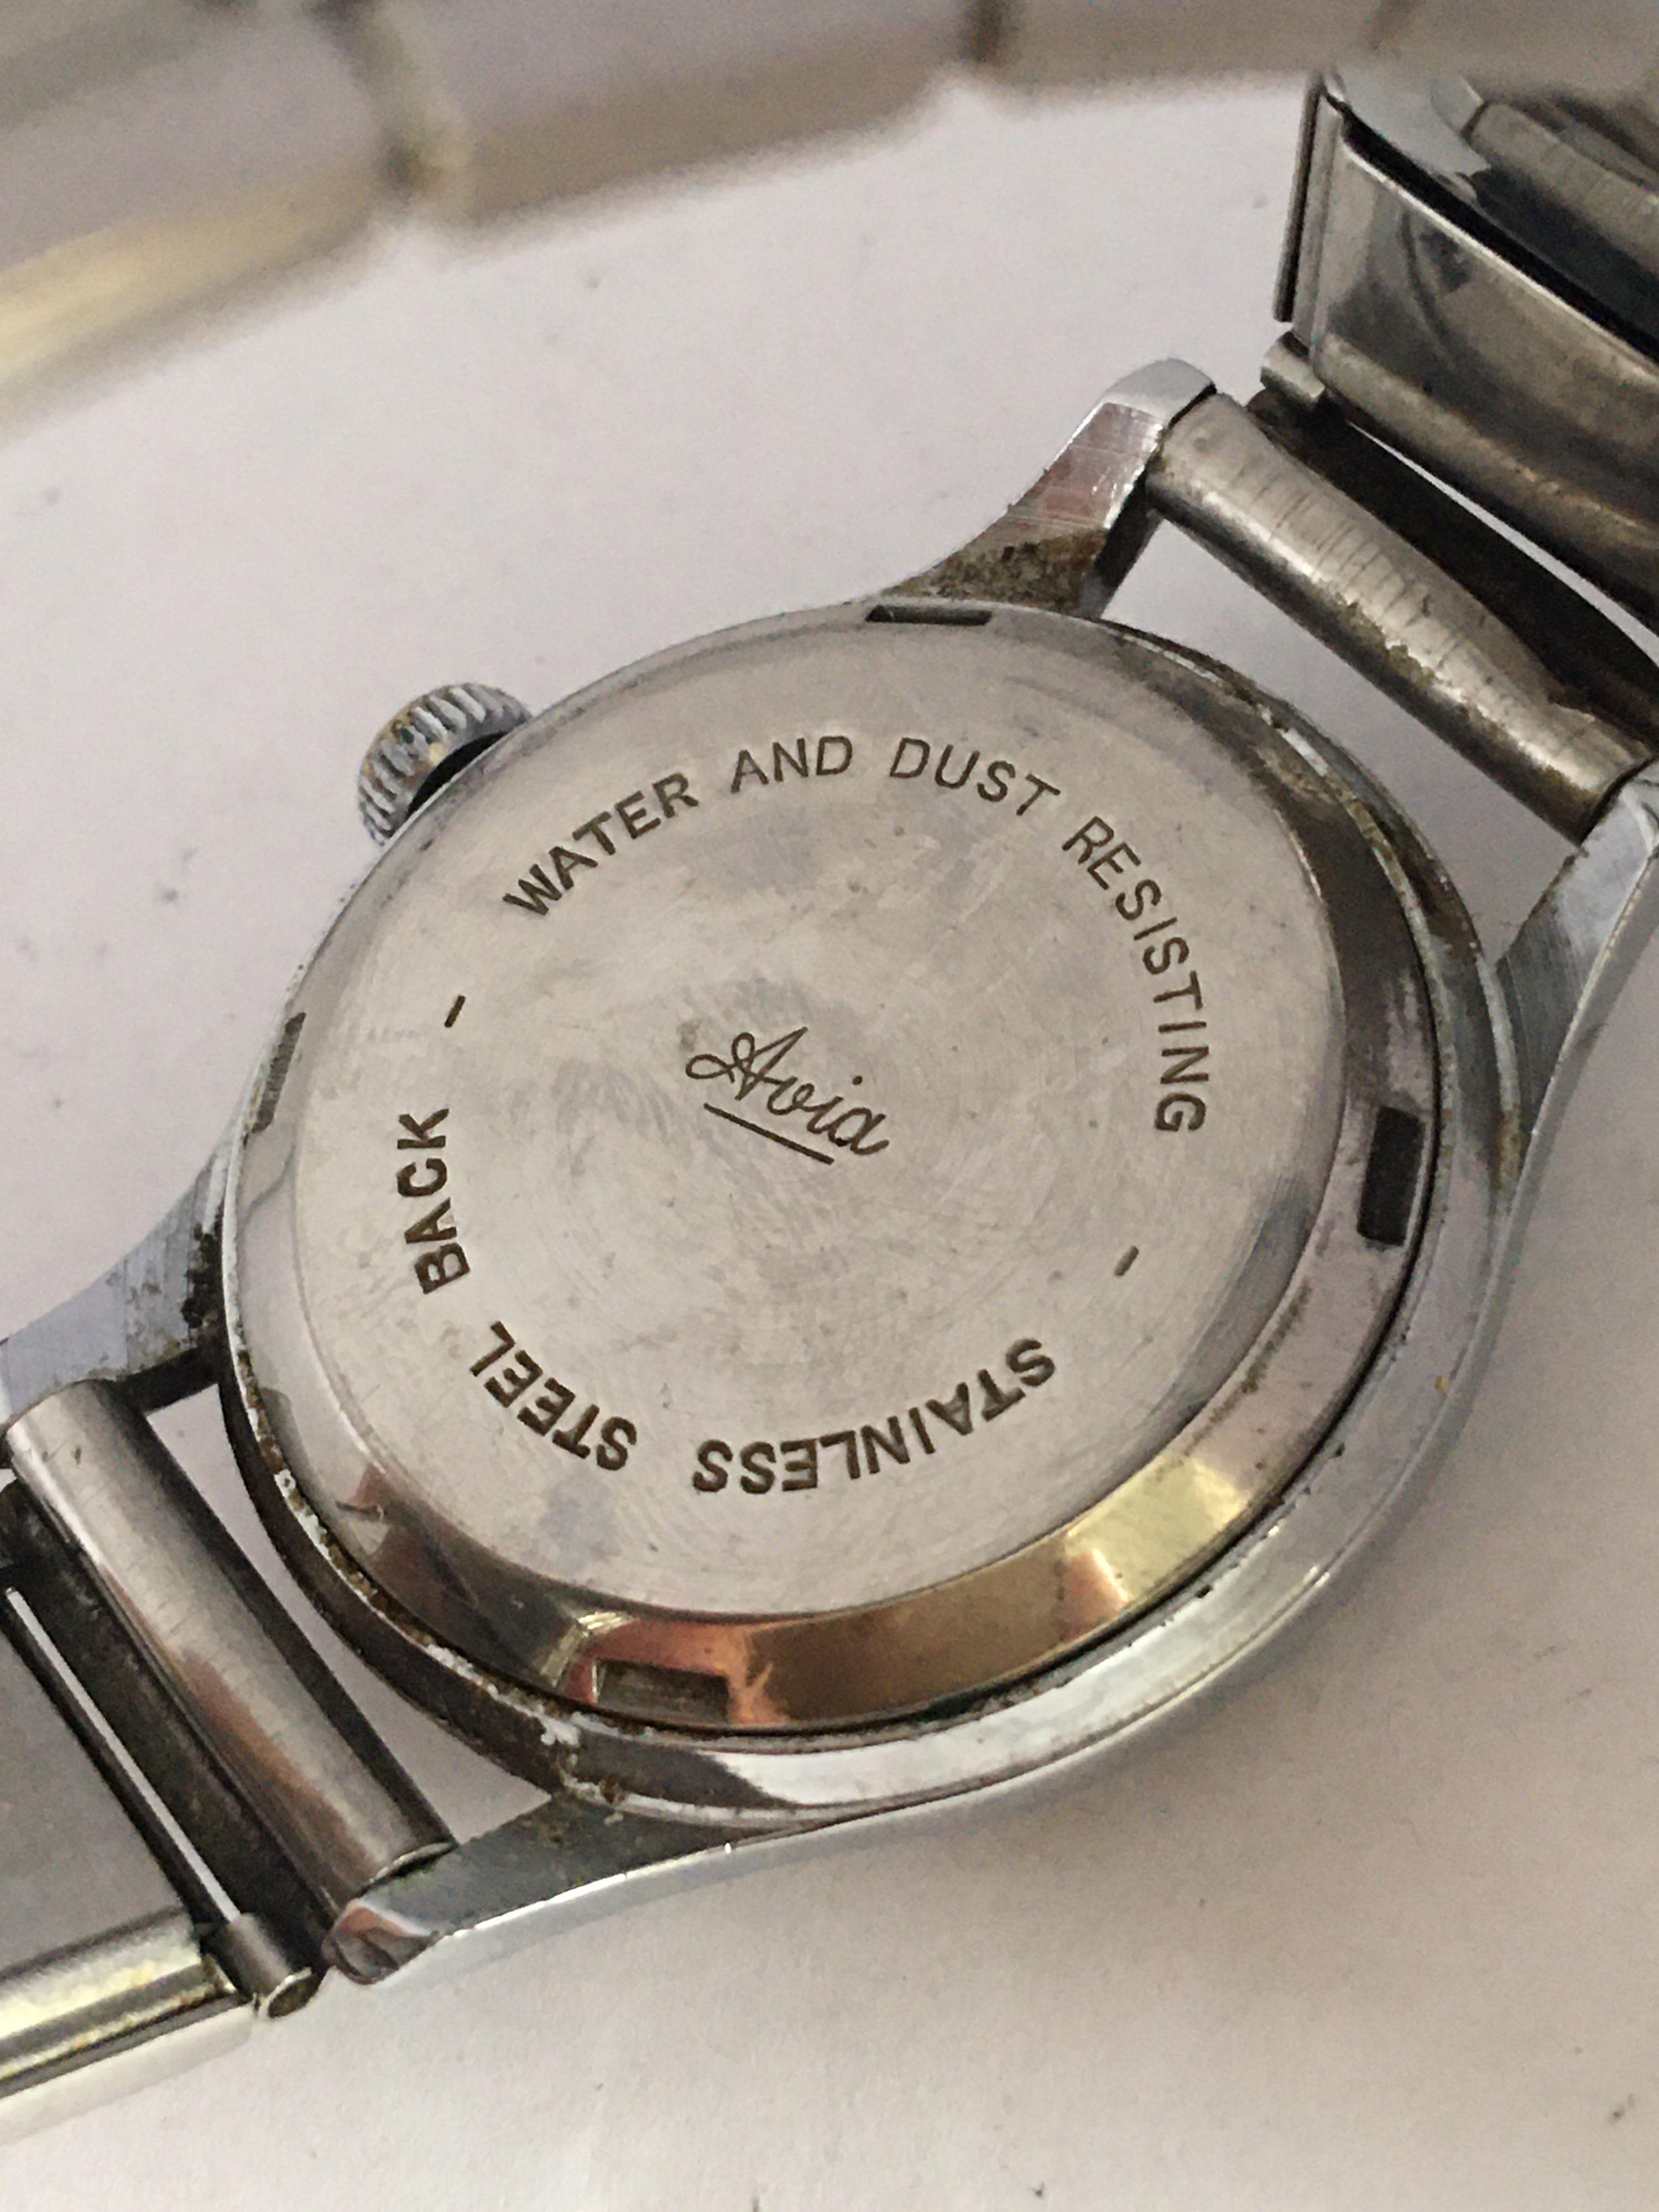 - WATER AND DUST RESISTING -
Avia
STAINLESS STEEL BACK